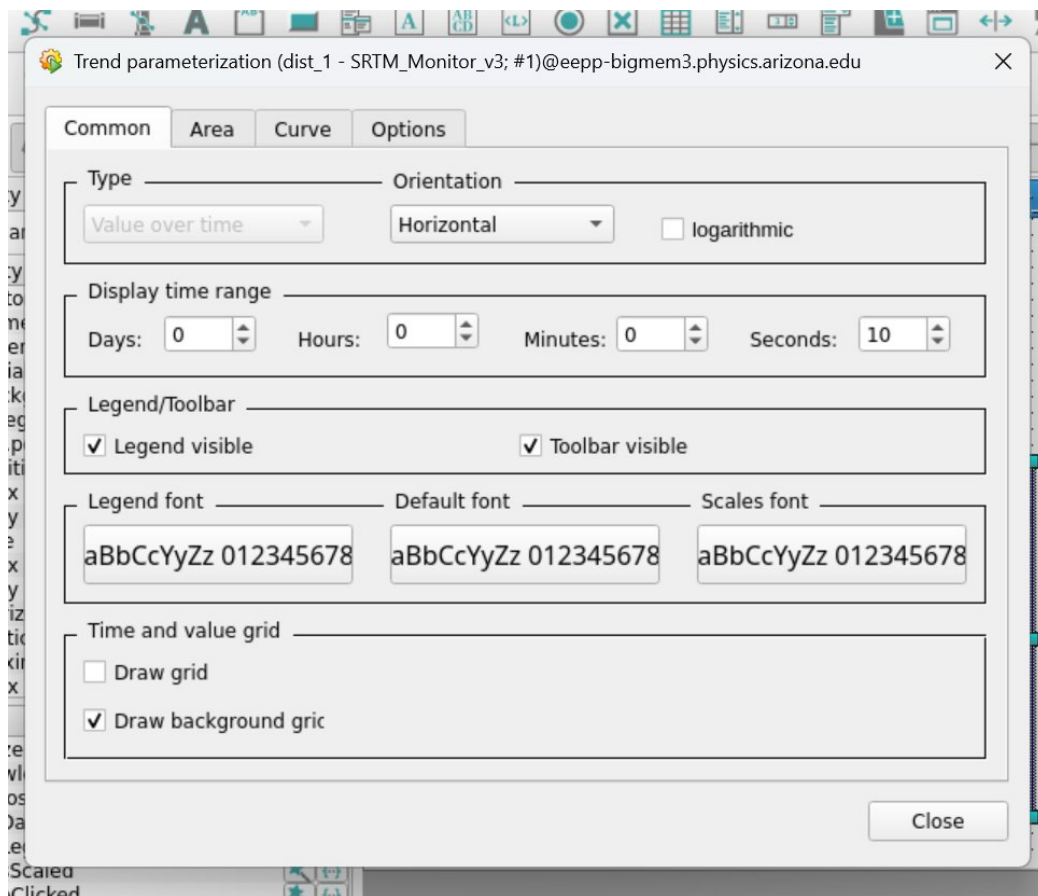 A
A
AB
CD
<L>
Trend parameterization (dist_1 - SRTM_Monitor_v3; #1)@eepp-bigmem3.physics.arizona.edu
Common Area Curve Options
Type Orientation
Value over time Horizontal logarithmic
Display time range
Days: 0 Hours: 0 Minutes: 0 Seconds: 10
Legend/Toolbar
Legend visible Toolbar visible
Legend font Default font Scales font
aBbCcYyZz 012345678 aBbCcYyZz 012345678 aBbCcYyZz 012345678
Time and value grid
Draw grid
Draw background gric
Close
Scaled
Clicked